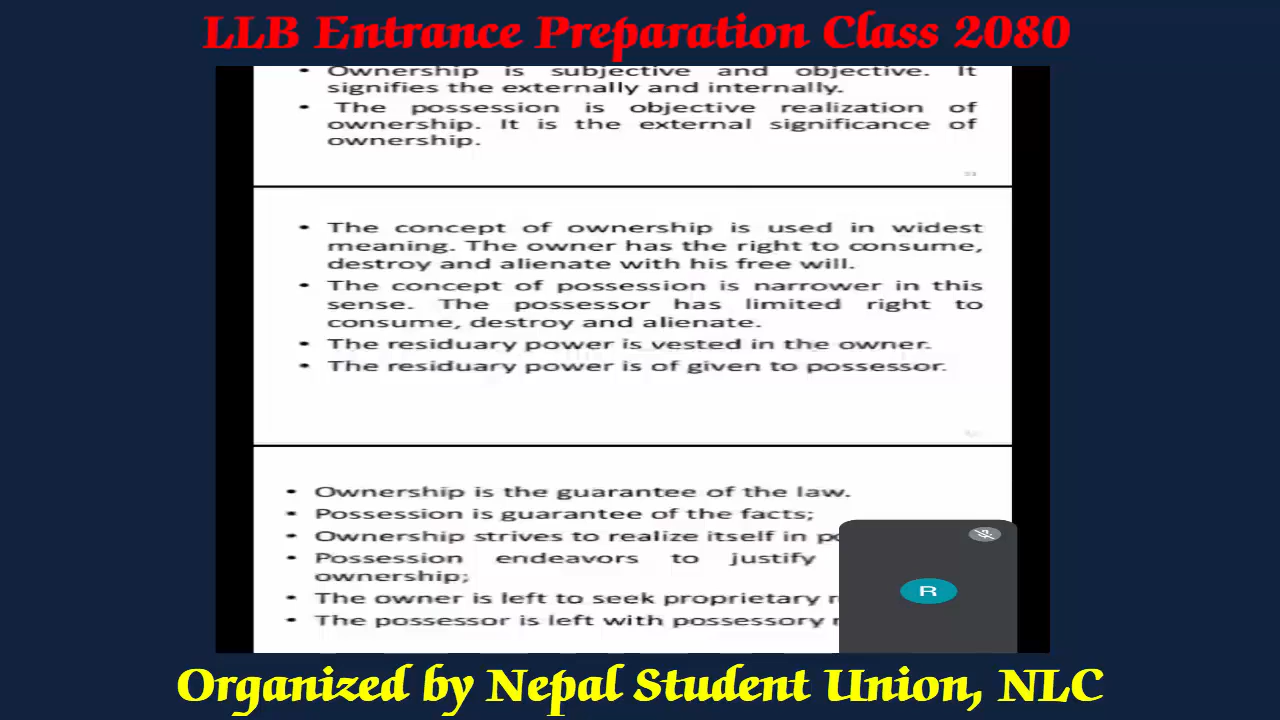 LLB Entrance Preparation Class 2080
• Ownership is subjective and objective. It
signifies the externally and internally.
• The possession is objective realization of
ownership. It is the external significance of
ownership.
• The concept of ownership is used in widest
meaning. The owner has the right to consume,
destroy and alienate with his free will.
• The concept of possession is narrower in this
sense. The possessor has limited right to
consume, destroy and alienate.
• The residuary power is vested in the owner.
• The residuary power is of given to possessor.
• Ownership is the guarantee of the law.
• Possession is guarantee of the facts;
• Ownership strives to realize itself in
• Possession endeavors to justify
ownership;
• The owner is left to seek proprietary
• The possessor is left with possessory
R
Organized by Nepal Student Union, NLC